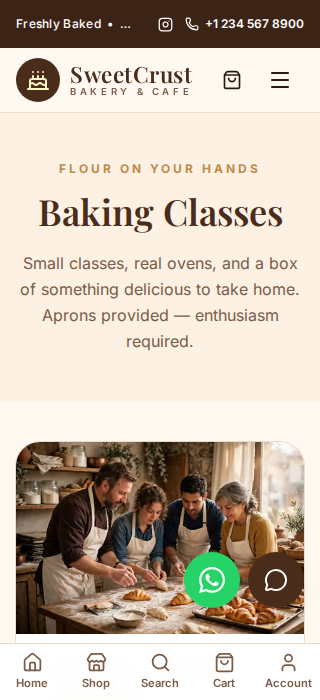 Freshly Baked • ...
+1 234 567 8900
SweetCrust
BAKERY & CAFE
FLOUR ON YOUR HANDS
Baking Classes
Small classes, real ovens, and a box
of something delicious to take home.
Aprons provided — enthusiasm
required.
Home
Shop
Search
Cart
Account